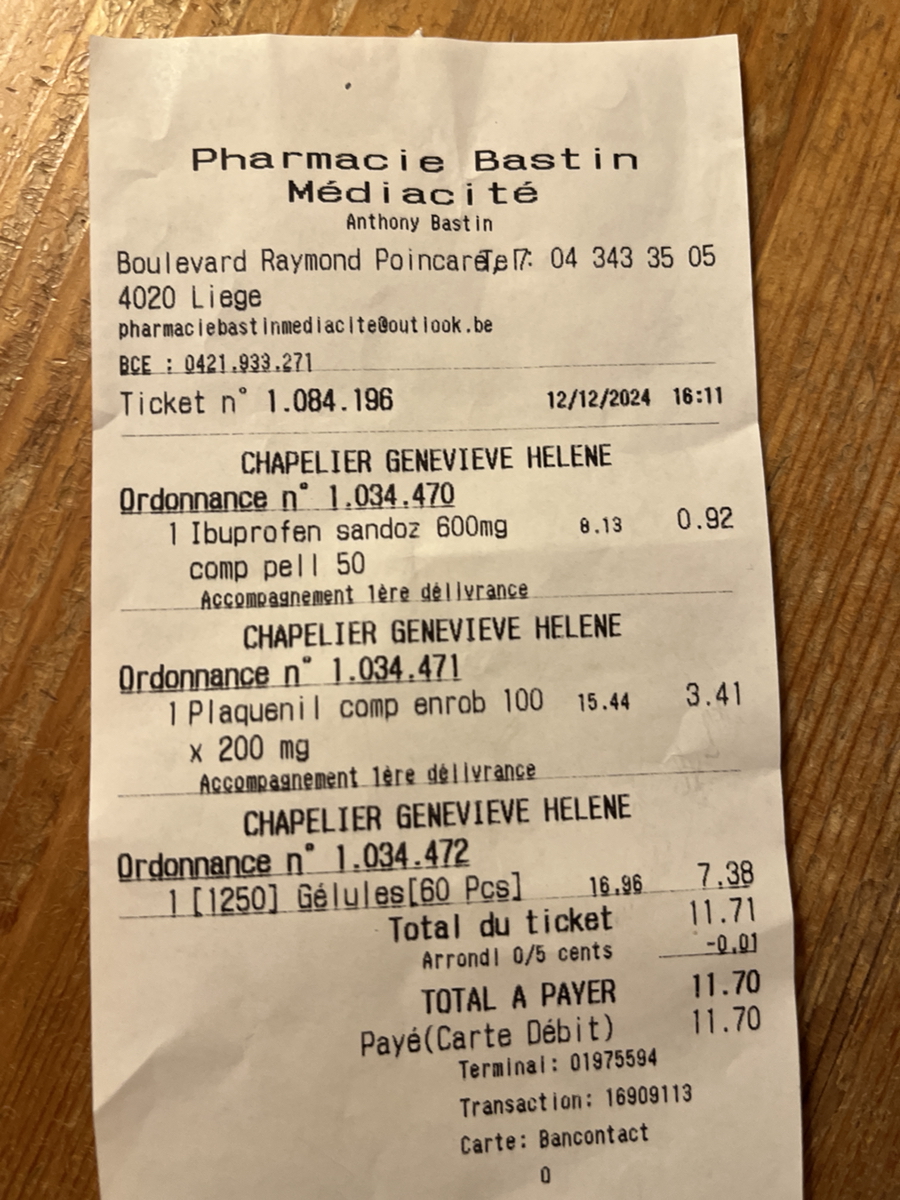 Pharmacie Bastin
Médiacité
Anthony Bastin
Boulevard Raymond Poincaré, 7 Tel: 04 343 35 05
4020 Liege
pharmaciebastinmediacite@outlook.be
BCE : 0421.933.271
Ticket n° 1.084.196 12/12/2024 16:11
CHAPELIER GENEVIEVE HELENE
Ordonnance n° 1.034.470
1 Ibuprofen sandoz 600mg 8.13 0.92
comp pell 50
Accompagnement 1ère délivrance
CHAPELIER GENEVIEVE HELENE
Ordonnance n° 1.034.471
1 Plaquenil comp enrob 100 15.44 3.41
x 200 mg
Accompagnement 1ère délivrance
CHAPELIER GENEVIEVE HELENE
Ordonnance n° 1.034.472
1 [1250] Gélules[60 Pcs] 16.96 7.38
Total du ticket 11.71
Arrondi 0/5 cents -0.01
TOTAL A PAYER 11.70
Payé(Carte Débit) 11.70
Terminal: 01975594
Transaction: 16909113
Carte: Bancontact
0